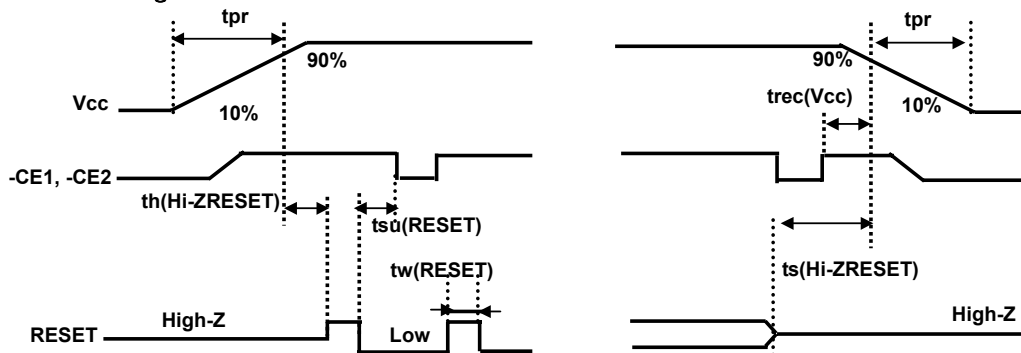 tpr
tpr
90%
90%
Vcc
10%
trec(Vcc)
10%
-CE1, -CE2
th(Hi-ZRESET)
tsu(RESET)
tw(RESET)
ts(Hi-ZRESET)
RESET
High-Z
Low
High-Z